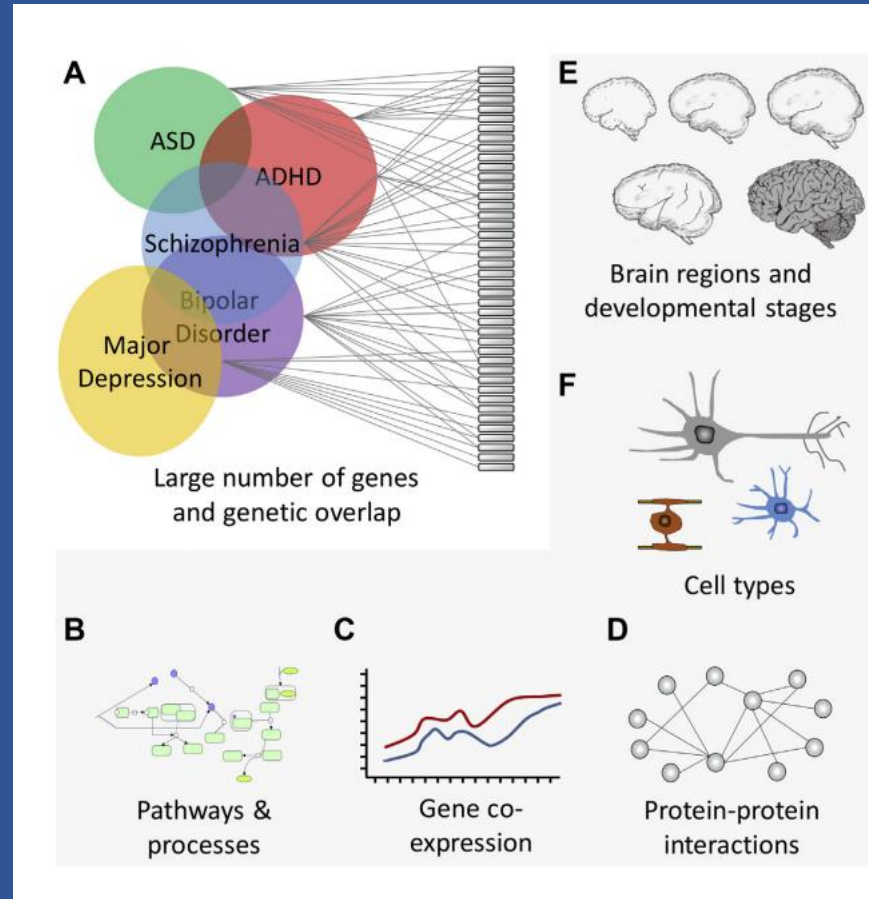 A
ASD
ADHD
Schizophrenia
Bipolar
Disorder
Major
Depression
Large number of genes
and genetic overlap
E
Brain regions and
developmental stages
F
Cell types
B
Pathways &
processes
C
Gene co-
expression
D
Protein-protein
interactions